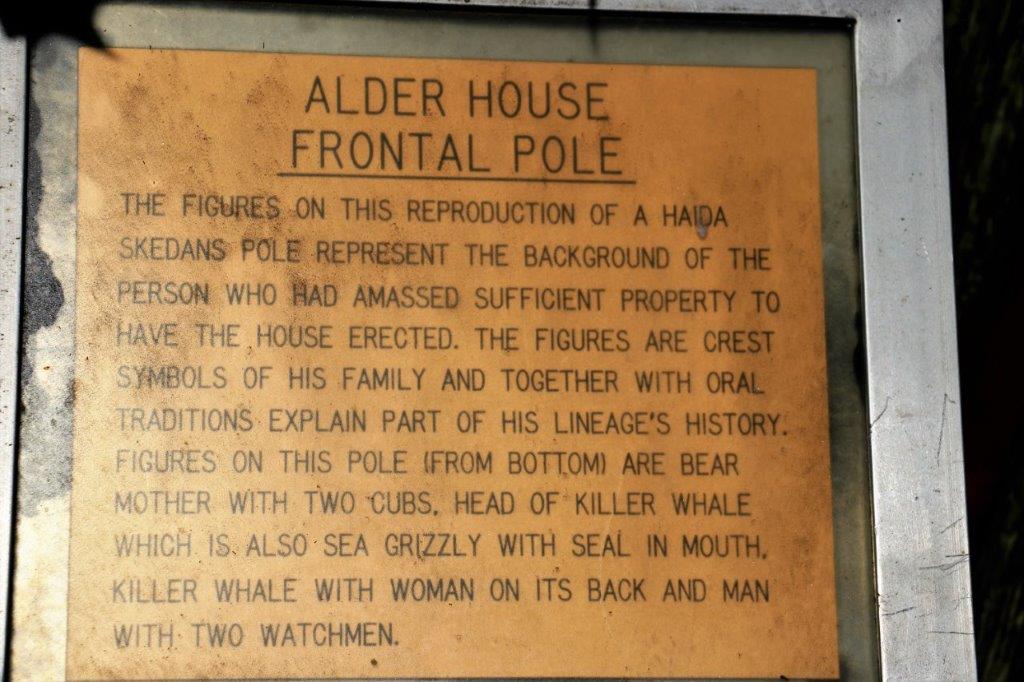 ALDER HOUSE
FRONTAL POLE
THE FIGURES ON THIS REPRODUCTION OF A HAIDA
SKEDANS POLE REPRESENT THE BACKGROUND OF THE
PERSON WHO HAD AMASSED SUFFICIENT PROPERTY TO
HAVE THE HOUSE ERECTED. THE FIGURES ARE CREST
SYMBOLS OF HIS FAMILY AND TOGETHER WITH ORAL
TRADITIONS EXPLAIN PART OF HIS LINEAGE'S HISTORY.
FIGURES ON THIS POLE (FROM BOTTOM) ARE BEAR
MOTHER WITH TWO CUBS, HEAD OF KILLER WHALE
WHICH IS ALSO SEA GRIZZLY WITH SEAL IN MOUTH,
KILLER WHALE WITH WOMAN ON ITS BACK AND MAN
WITH TWO WATCHMEN.